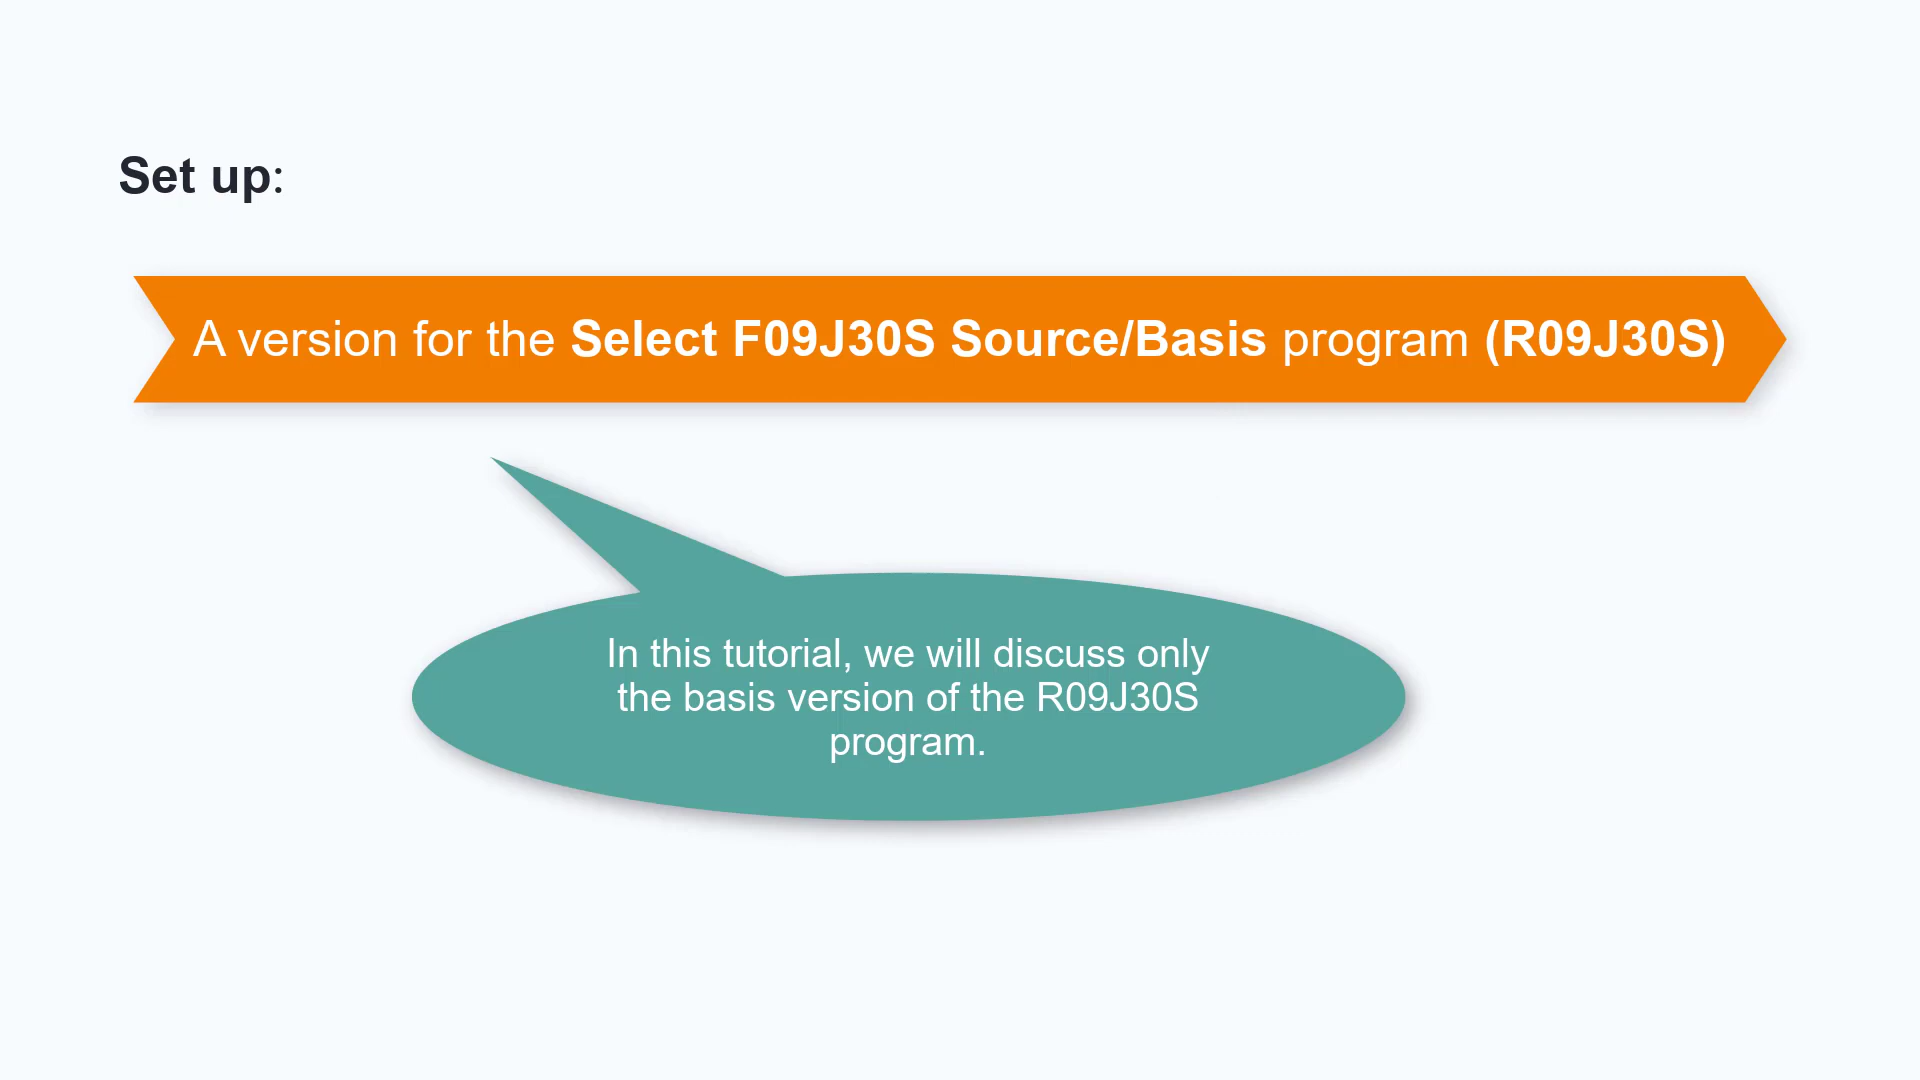 Set up:
A version for the Select F09J30S Source/Basis program (R09J30S)
In this tutorial, we will discuss only
the basis version of the R09J30S
program.